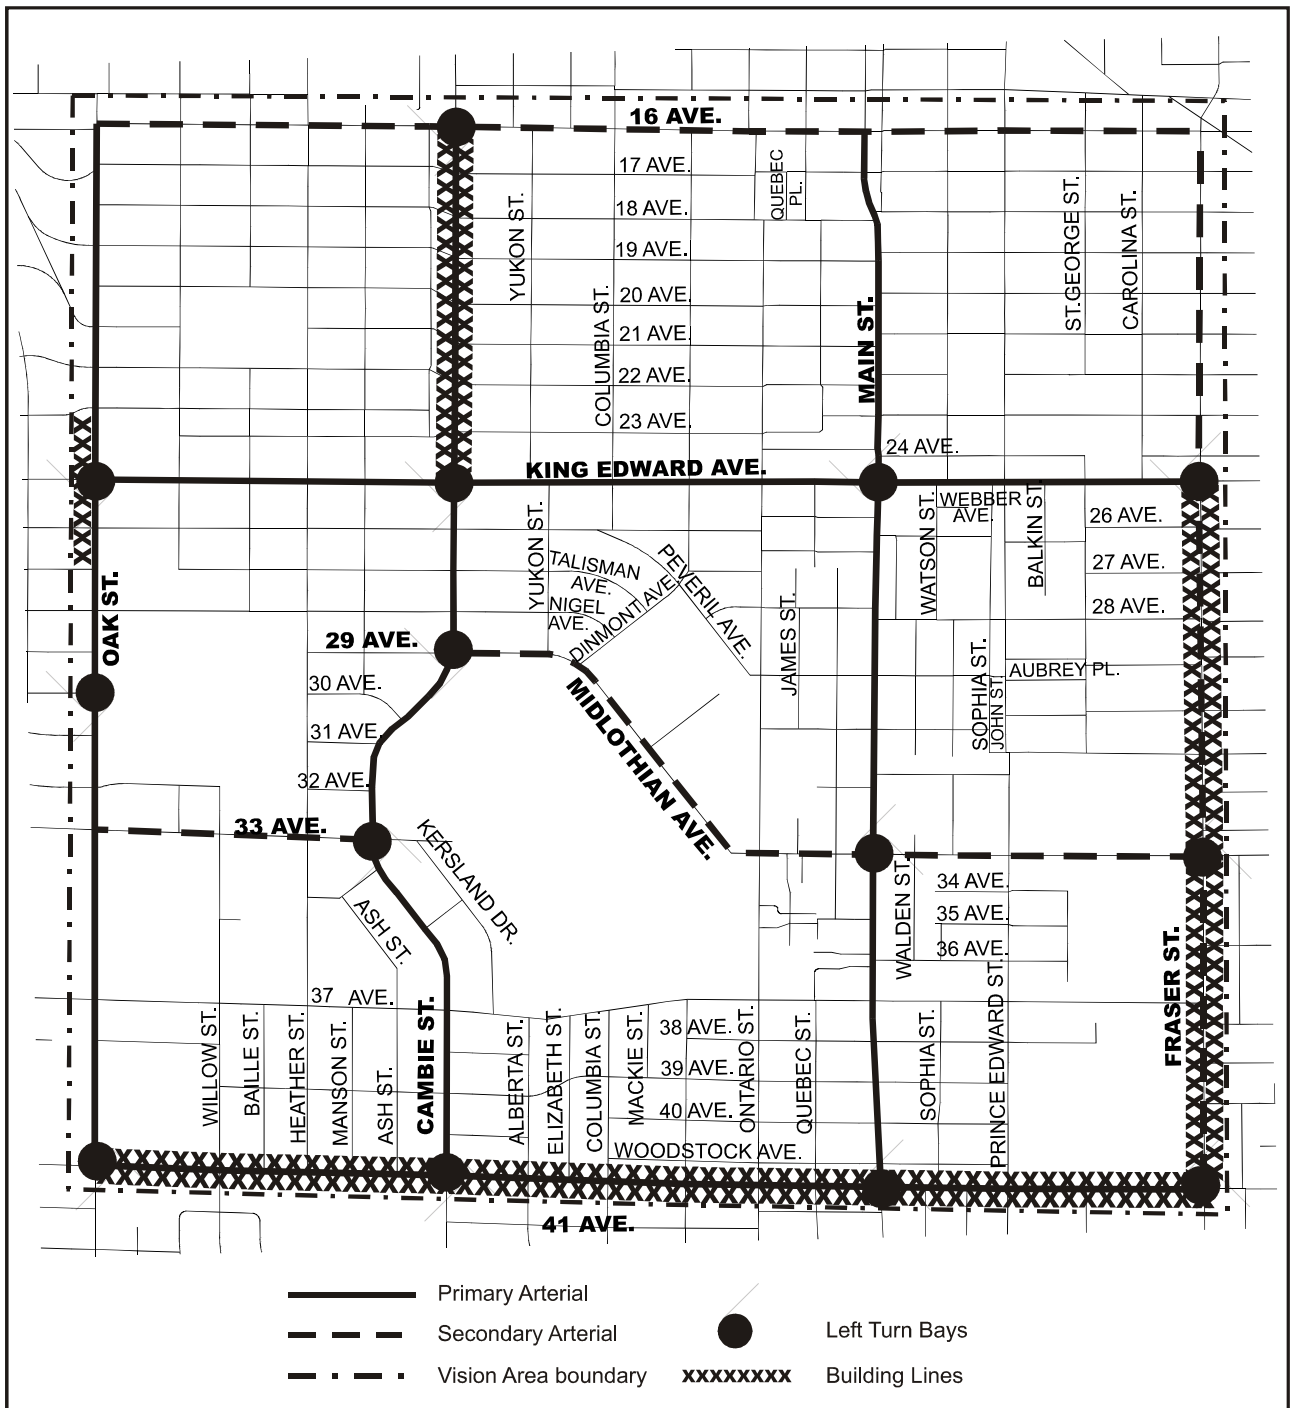 16 AVE.
17 AVE.
QUEBEC
PL.
18 AVE.
YUKON ST.
19 AVE.
ST.GEORGE ST.
CAROLINA ST.
20 AVE.
COLUMBIA ST.
21 AVE.
MAIN ST.
22 AVE.
23 AVE.
24 AVE.
KING EDWARD AVE.
WEBBER
AVE.
26 AVE.
YUKON ST.
WATSON ST.
BALKIN ST.
TALISMAN
AVE.
PEVERIL AVE.
27 AVE.
NIGEL
AVE.
DINMONT AVE.
28 AVE.
OAK ST.
29 AVE.
JAMES ST.
SOPHIA ST.
JOHN ST.
AUBREY PL.
30 AVE.
MIDLOTHIAN AVE.
31 AVE.
32 AVE.
33 AVE.
KERSLAND DR.
ASH ST.
WALDEN ST.
34 AVE.
35 AVE.
36 AVE.
FRASER ST.
37 AVE.
PRINCE EDWARD ST.
WILLOW ST.
BAILLE ST.
HEATHER ST.
MANSON ST.
ASH ST.
CAMBIE ST.
ALBERTA ST.
ELIZABETH ST.
COLUMBIA ST.
MACKIE ST.
38 AVE.
39 AVE.
40 AVE.
ONTARIO ST.
QUEBEC ST.
SOPHIA ST.
WOODSTOCK AVE.
41 AVE.
Primary Arterial
Secondary Arterial
Left Turn Bays
Vision Area boundary
XXXXXXXX Building Lines